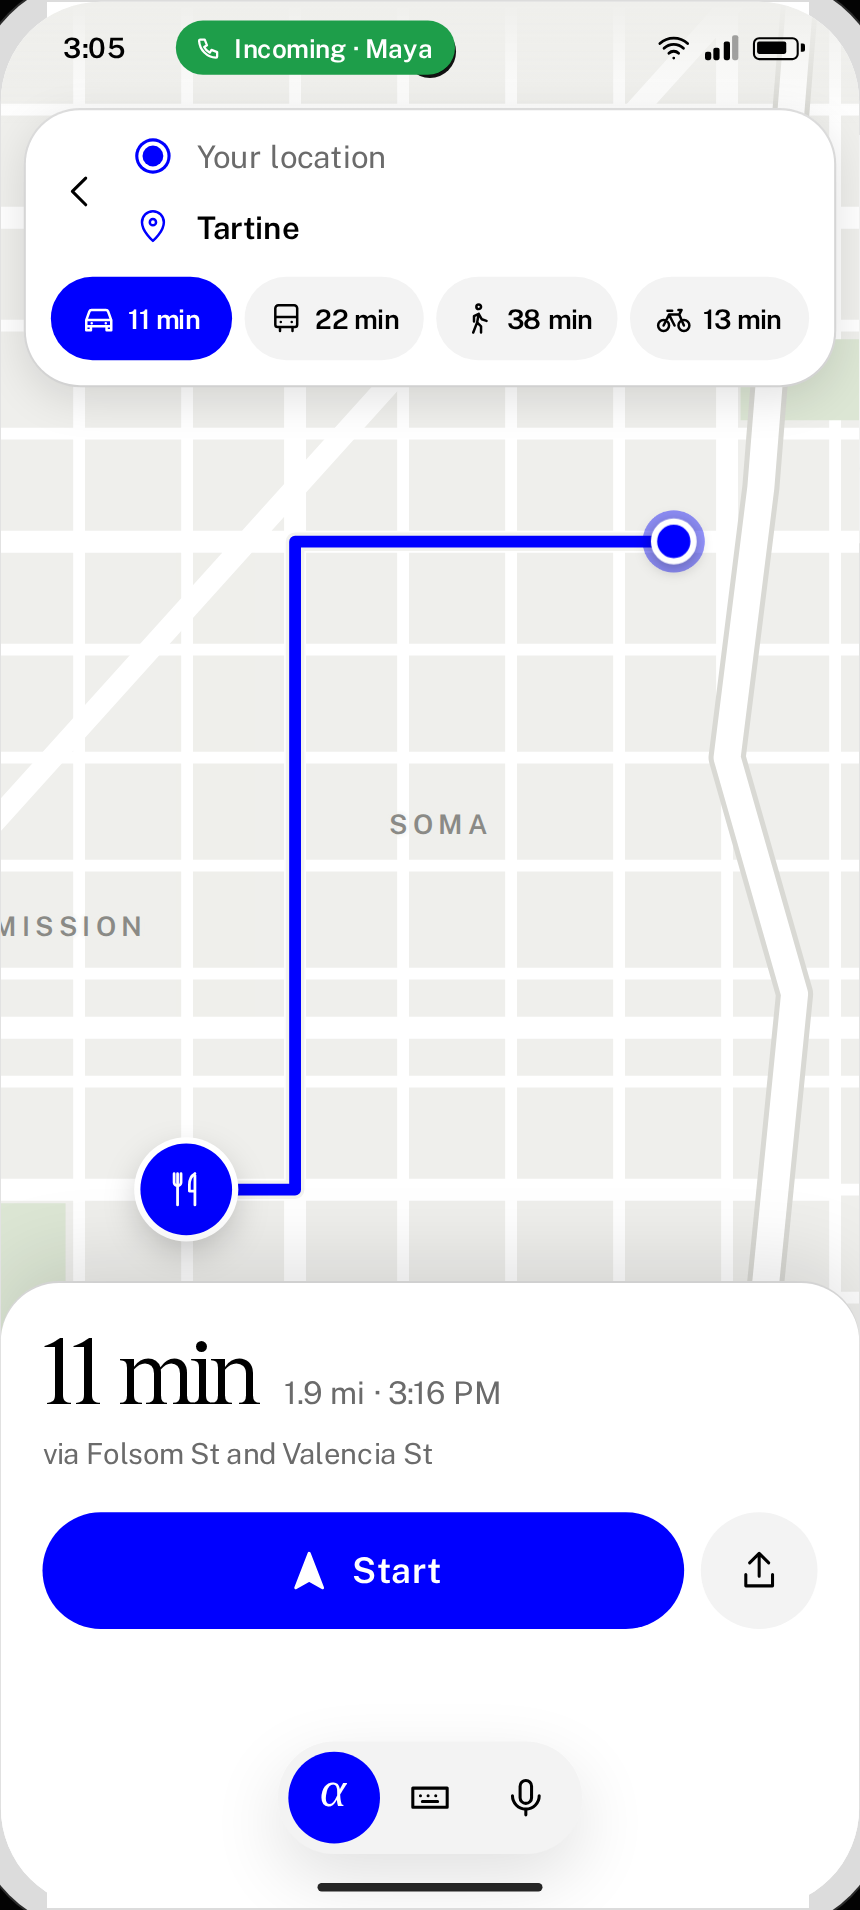 3:05
Incoming · Maya
Your location
Tartine
11 min
22 min
38 min
13 min
SOMA
MISSION
11 min
1.9 mi · 3:16 PM
via Folsom St and Valencia St
Start
α